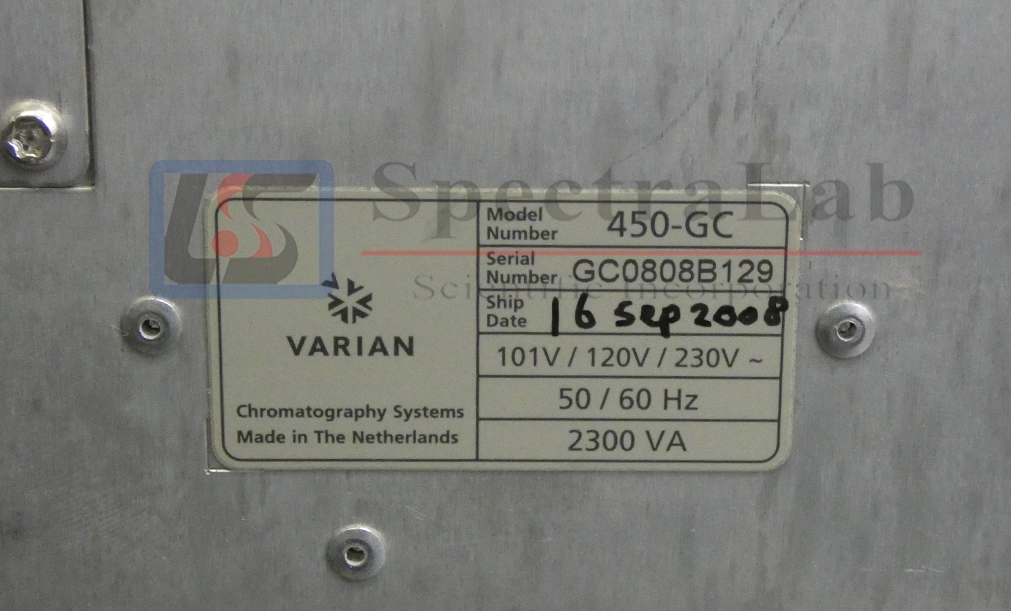 SpectraLab
Scientific Incorporation
VARIAN
Chromatography Systems
Made in The Netherlands
Model
Number 450-GC
Serial
Number GC0808B129
Ship
Date 16 Sep 2008
101V / 120V / 230V ~
50 / 60 Hz
2300 VA